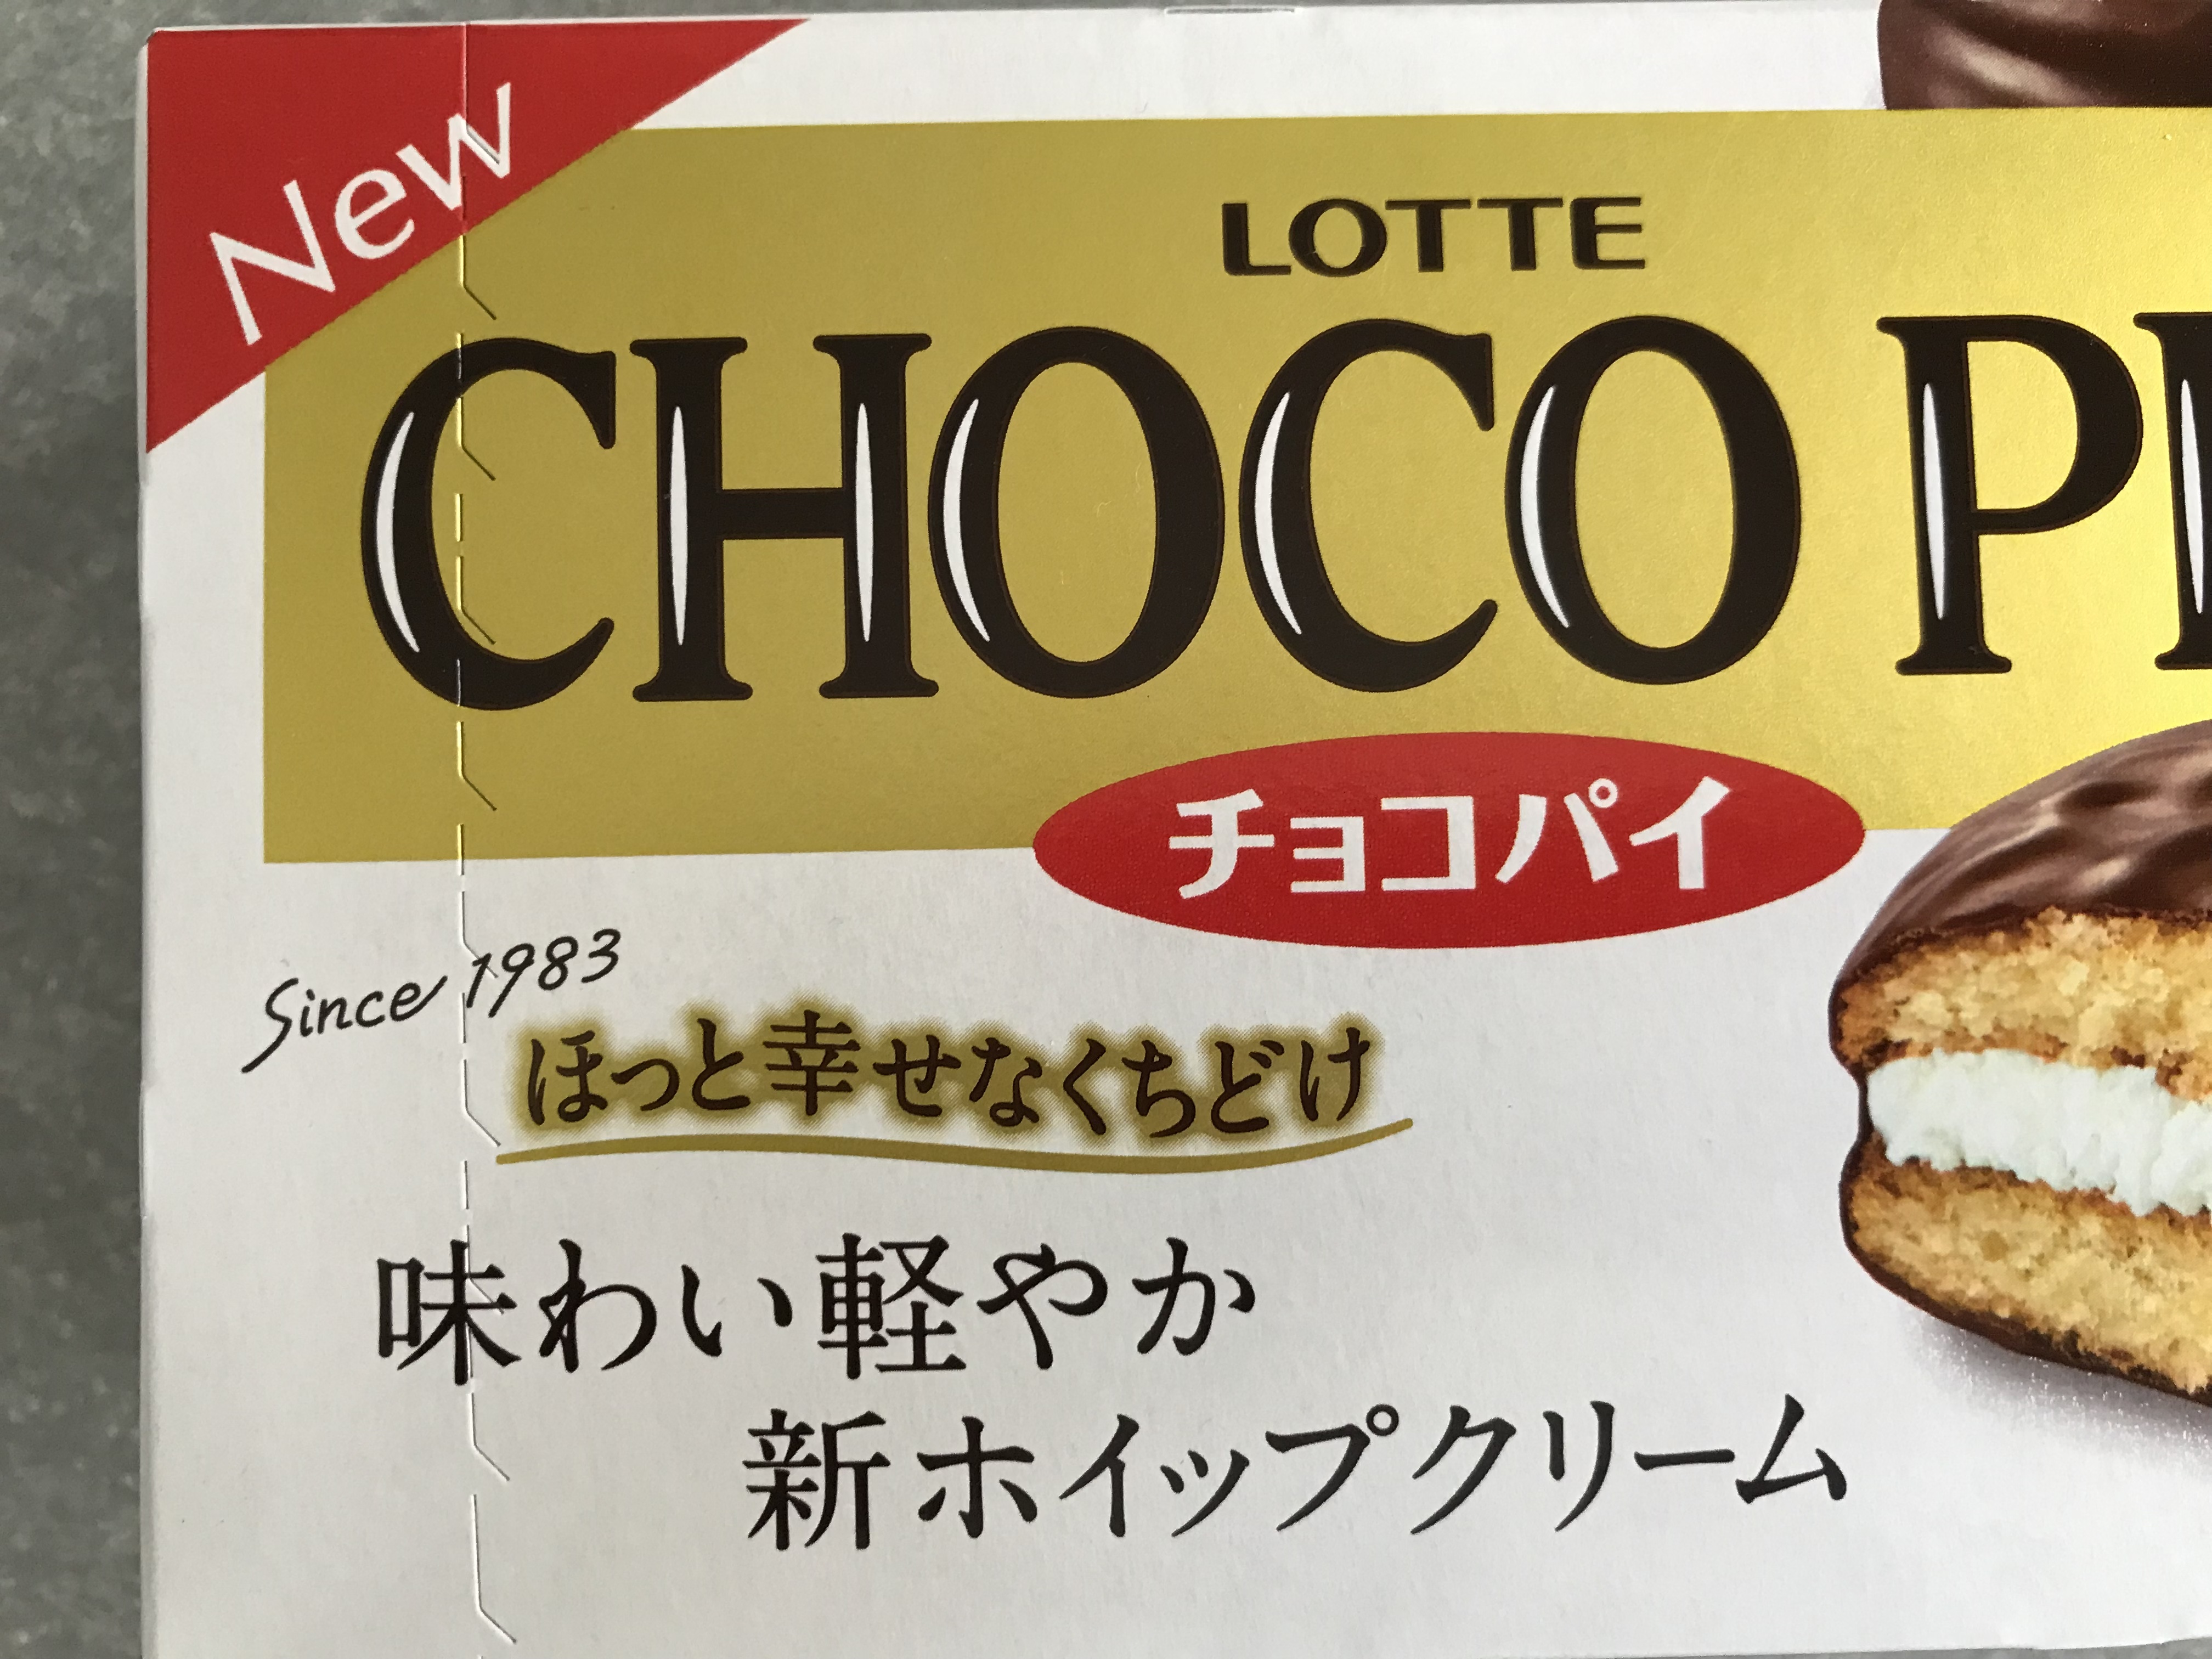 New
LOTTE
CHOCO P
チョコパイ
Since 1983
ほっと幸せなくちどけ
味わい軽やか
新ホイップクリーム